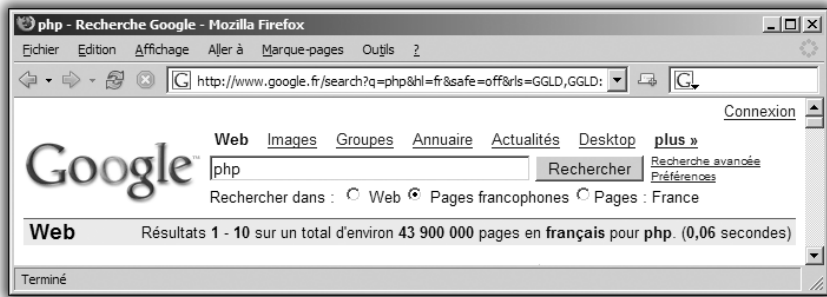 php - Recherche Google - Mozilla Firefox
Fichier Edition Affichage Aller à Marque-pages Outils ?
G http://www.google.fr/search?q=php&hl=fr&safe=off&rls=GGLD,GGLD: G
Connexion
Web Images Groupes Annuaire Actualités Desktop plus »
Google™ php Rechercher Recherche avancée
Préférences
Rechercher dans : Web Pages francophones Pages : France
Web Résultats 1 - 10 sur un total d'environ 43 900 000 pages en français pour php. (0,06 secondes)
Terminé